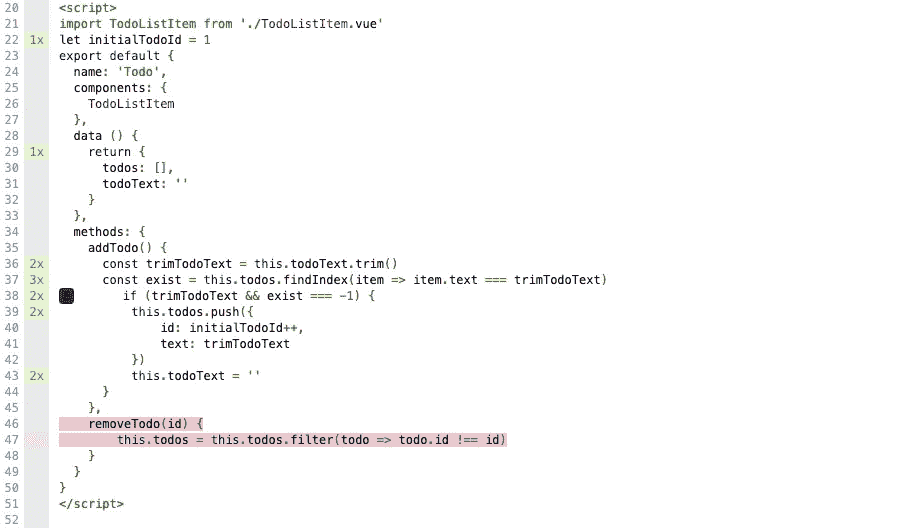 20 <script>
21 import TodoListItem from './TodoListItem.vue'
22 1x let initialTodoId = 1
23 export default {
24 name: 'Todo',
25 components: {
26 TodoListItem
27 },
28 data () {
29 1x return {
30 todos: [],
31 todoText: ''
32 }
33 },
34 methods: {
35 addTodo() {
36 2x const trimTodoText = this.todoText.trim()
37 3x const exist = this.todos.findIndex(item => item.text === trimTodoText)
38 2x if (trimTodoText && exist === -1) {
39 2x this.todos.push({
40 id: initialTodoId++,
41 text: trimTodoText
42 })
43 2x this.todoText = ''
44 }
45 },
46 removeTodo(id) {
47 this.todos = this.todos.filter(todo => todo.id !== id)
48 }
49 }
50 }
51 </script>
52